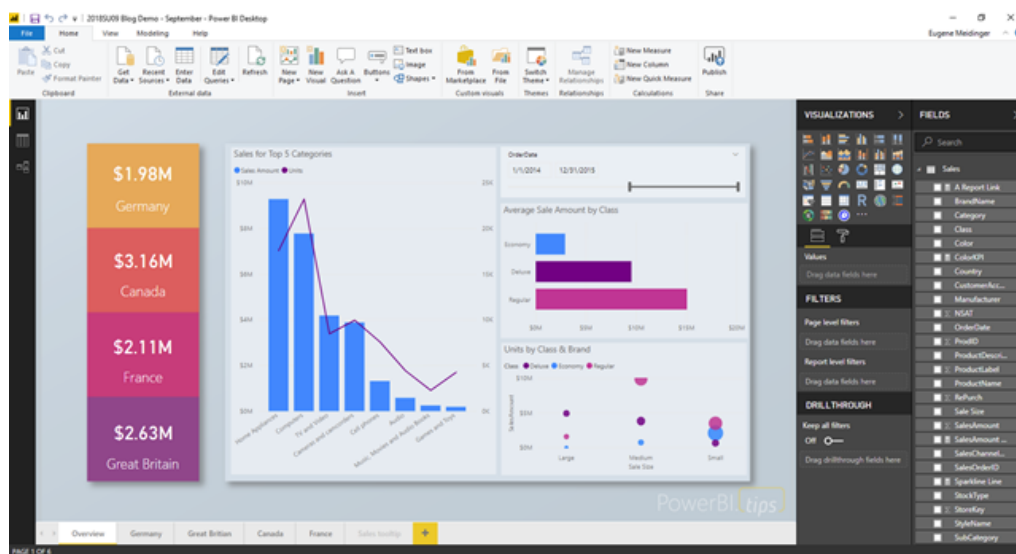 2018SU09 Blog Demo - September - Power BI Desktop
Eugene Meidinger
File Home View Modeling Help
Paste
Cut
Copy
Format Painter
Clipboard
Get Data
Recent Sources
Enter Data
Edit Queries
Refresh
External data
New Page
New Visual
Ask A Question
Buttons
Text box
Image
Shapes
Insert
From Marketplace
From File
Custom visuals
Switch Theme
Themes
Manage Relationships
Relationships
New Measure
New Column
New Quick Measure
Calculations
Publish
Share
$1.98M
Germany
$3.16M
Canada
$2.11M
France
$2.63M
Great Britain
Sales for Top 5 Categories
Sales Amount Units
$10M
$8M
$6M
$4M
$2M
$0M
25K
20K
15K
10K
5K
0K
Home Appliances
Computers
TV and Video
Cameras and camcorders
Cell phones
Audio
Music, Movies and Audio Books
Games and Toys
OrderDate
1/1/2014 12/31/2015
Average Sale Amount by Class
Economy
Deluxe
Regular
$0M $5M $10M $15M $20M
Units by Class & Brand
Class Deluxe Economy Regular
SalesAmount
$10M
$5M
$0M
Large Medium Small
Sale Size
PowerBI.tips
VISUALIZATIONS
R
Values
Drag data fields here
FILTERS
Page level filters
Drag data fields here
Report level filters
Drag data fields here
DRILLTHROUGH
Keep all filters
Off
Drag drillthrough fields here
FIELDS
Search
Sales
A Report Link
BrandName
Category
Class
Color
ColorKPI
Country
CustomerAcc...
Manufacturer
NSAT
OrderDate
ProdID
ProductDescri...
ProductLabel
ProductName
RePurch
Sale Size
SalesAmount
SalesAmount ...
SalesChannel...
SalesOrderID
Sparkline Line
StockType
StoreKey
StyleName
SubCategory
Overview Germany Great Britian Canada France Sales tooltip +
PAGE 1 OF 6